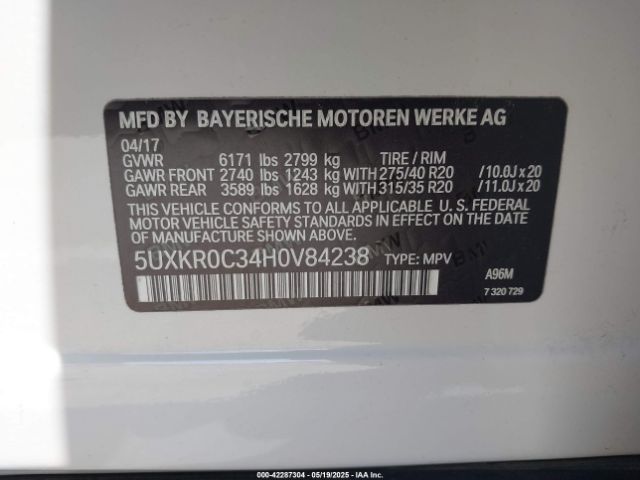 MFD BY BAYERISCHE MOTOREN WERKE AG
04/17
GVWR 6171 lbs 2799 kg TIRE / RIM
GAWR FRONT 2740 lbs 1243 kg WITH 275/40 R20 /10.0J x 20
GAWR REAR 3589 lbs 1628 kg WITH 315/35 R20 /11.0J x 20
THIS VEHICLE CONFORMS TO ALL APPLICABLE U. S. FEDERAL
MOTOR VEHICLE SAFETY STANDARDS IN EFFECT ON THE DATE
OF MANUFACTURE SHOWN ABOVE.
5UXKR0C34H0V84238 TYPE: MPV
A96M
7 320 729
000-42287304 - 05/19/2025 - IAA Inc.